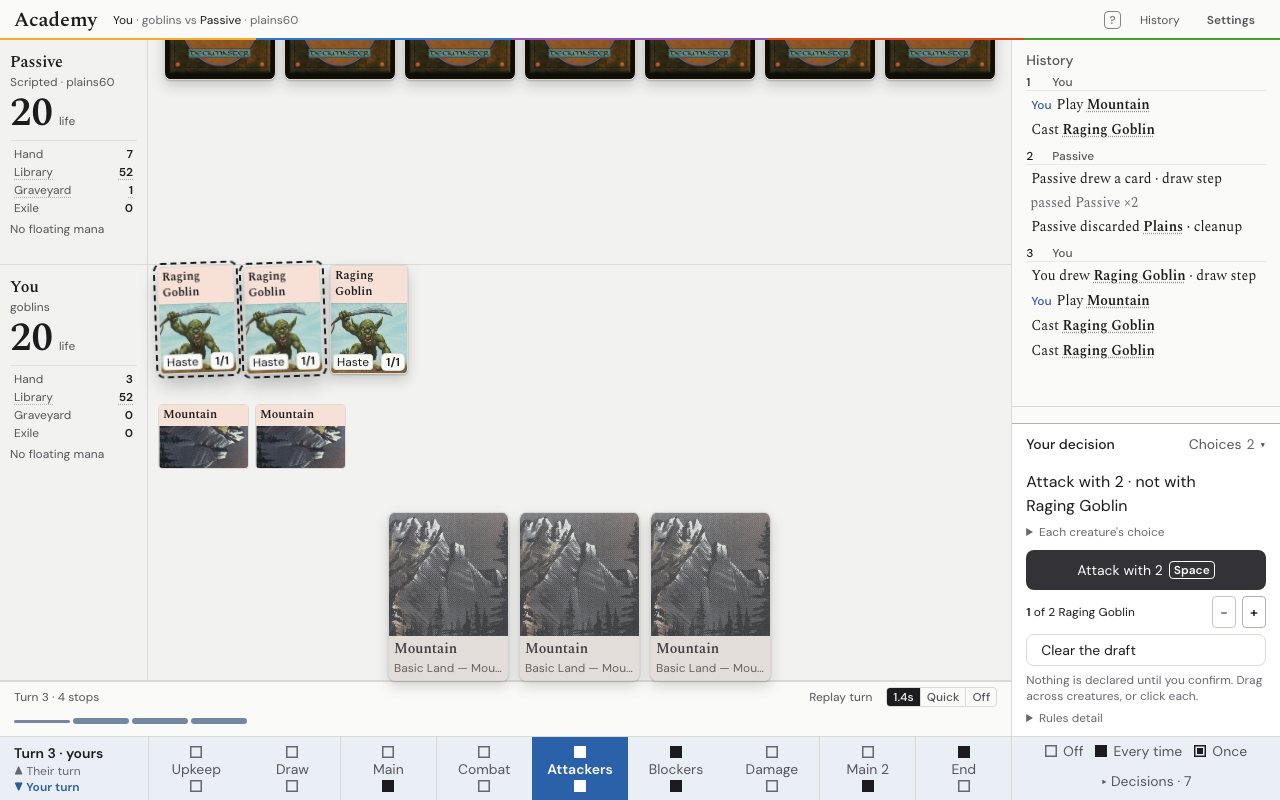 Academy
You · goblins vs Passive · plains60
?
History
Settings
DECKMASTER
DECKMASTER
DECKMASTER
DECKMASTER
DECKMASTER
DECKMASTER
DECKMASTER
Passive
Scripted · plains60
20 life
Hand 7
Library 52
Graveyard 1
Exile 0
No floating mana
You
goblins
20 life
Hand 3
Library 52
Graveyard 0
Exile 0
No floating mana
Raging Goblin
Haste 1/1
Raging Goblin
Haste 1/1
Raging Goblin
Haste 1/1
Mountain
Mountain
Mountain
Basic Land — Mou...
Mountain
Basic Land — Mou...
Mountain
Basic Land — Mou...
History
1 You
You Play Mountain
Cast Raging Goblin
2 Passive
Passive drew a card · draw step
passed Passive ×2
Passive discarded Plains · cleanup
3 You
You drew Raging Goblin · draw step
You Play Mountain
Cast Raging Goblin
Cast Raging Goblin
Your decision
Choices 2 ▾
Attack with 2 · not with
Raging Goblin
▶ Each creature's choice
Attack with 2 Space
1 of 2 Raging Goblin − +
Clear the draft
Nothing is declared until you confirm. Drag
across creatures, or click each.
▶ Rules detail
Turn 3 · 4 stops
Replay turn 1.4s Quick Off
Turn 3 · yours
▲ Their turn
▼ Your turn
Upkeep
Draw
Main
Combat
Attackers
Blockers
Damage
Main 2
End
Off Every time Once
▸ Decisions · 7